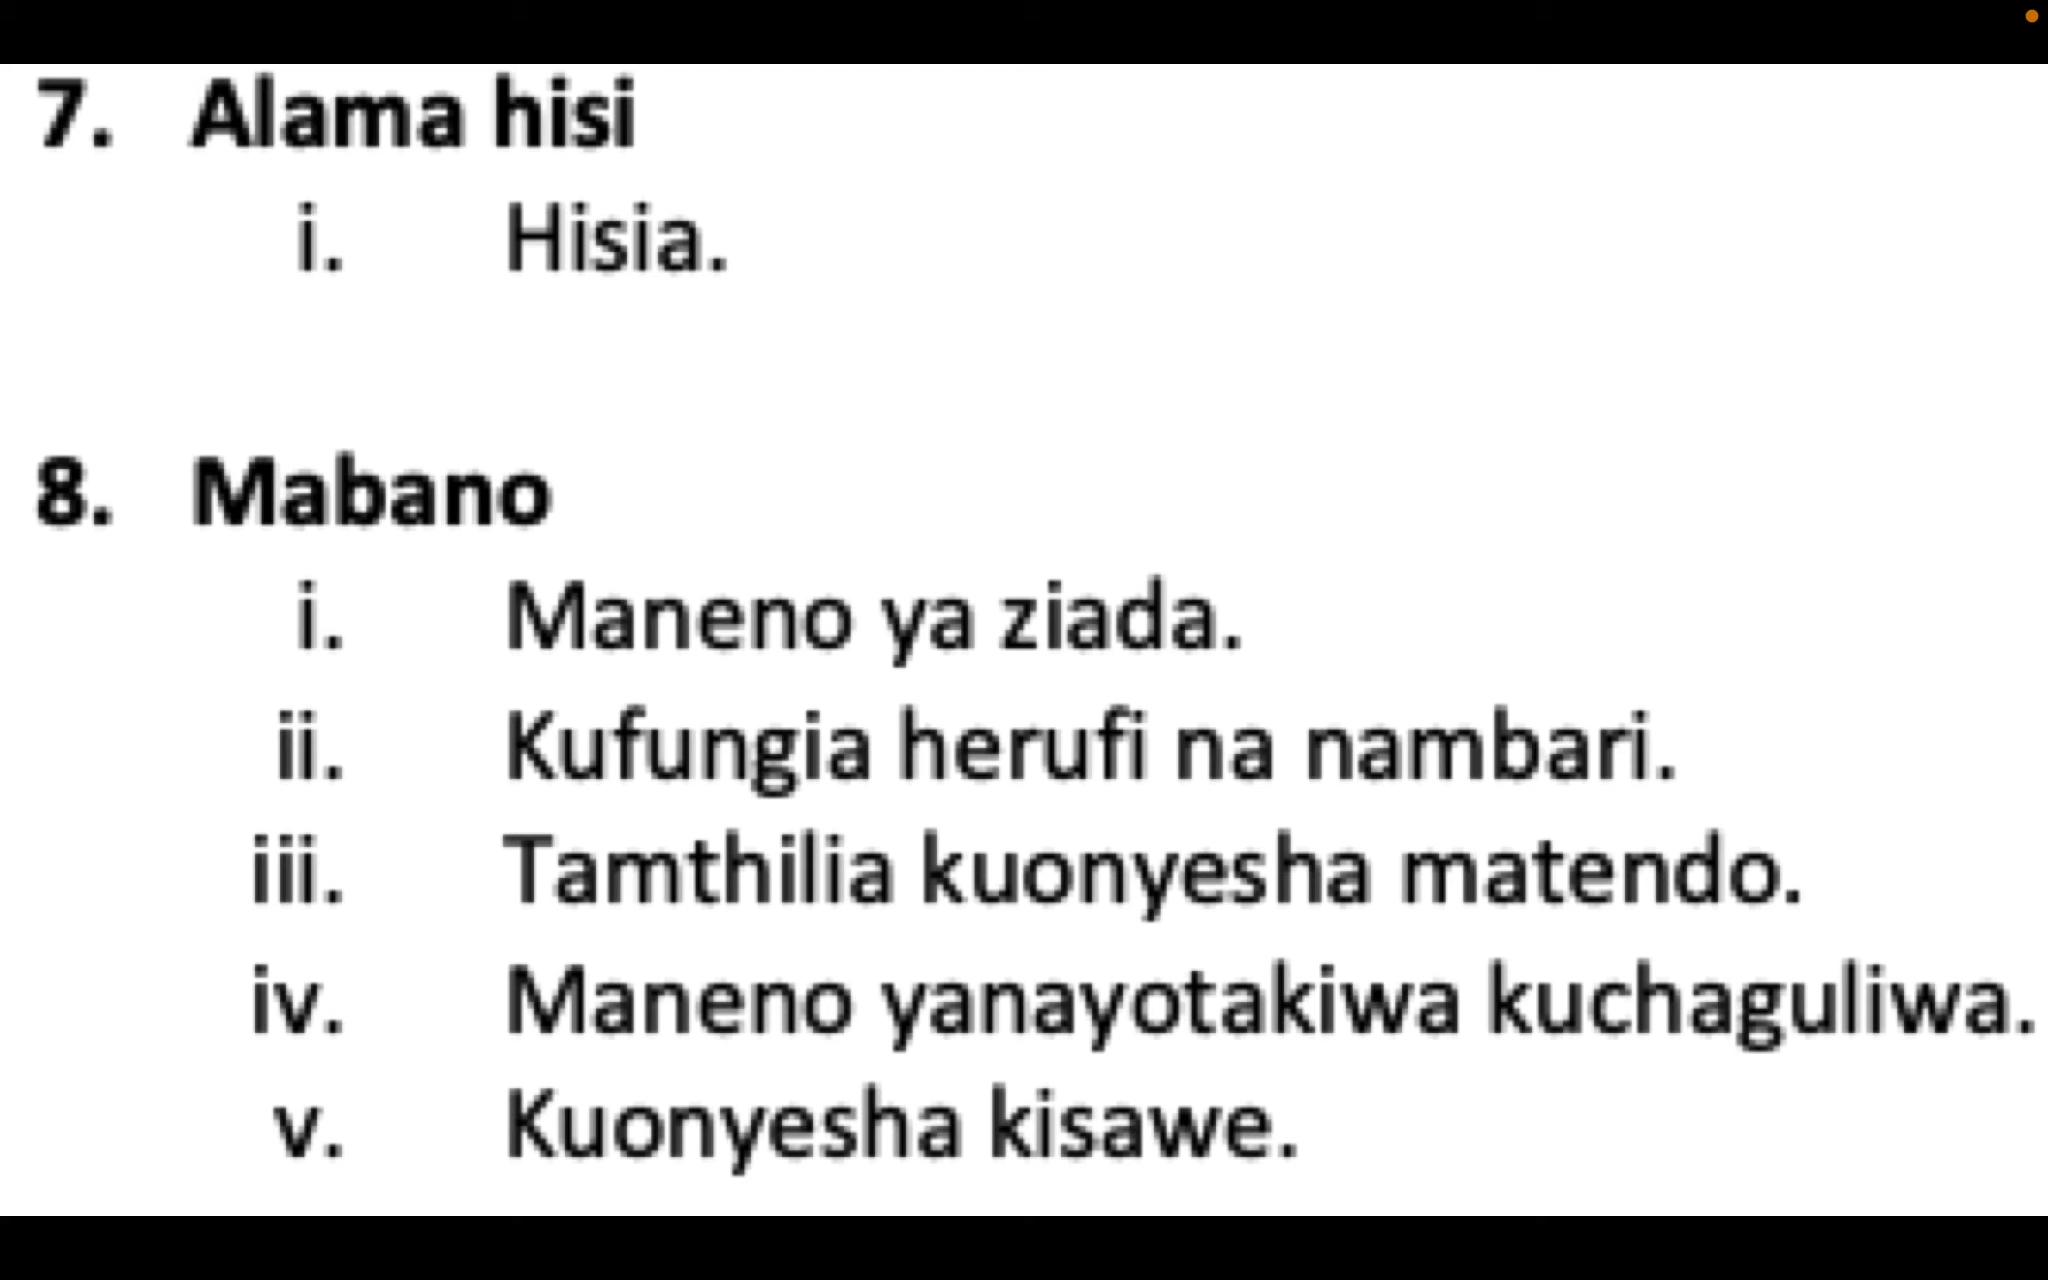 7. Alama hisi
i. Hisia.
8. Mabano
i. Maneno ya ziada.
ii. Kufungia herufi na nambari.
iii. Tamthilia kuonyesha matendo.
iv. Maneno yanayotakiwa kuchaguliwa.
v. Kuonyesha kisawe.